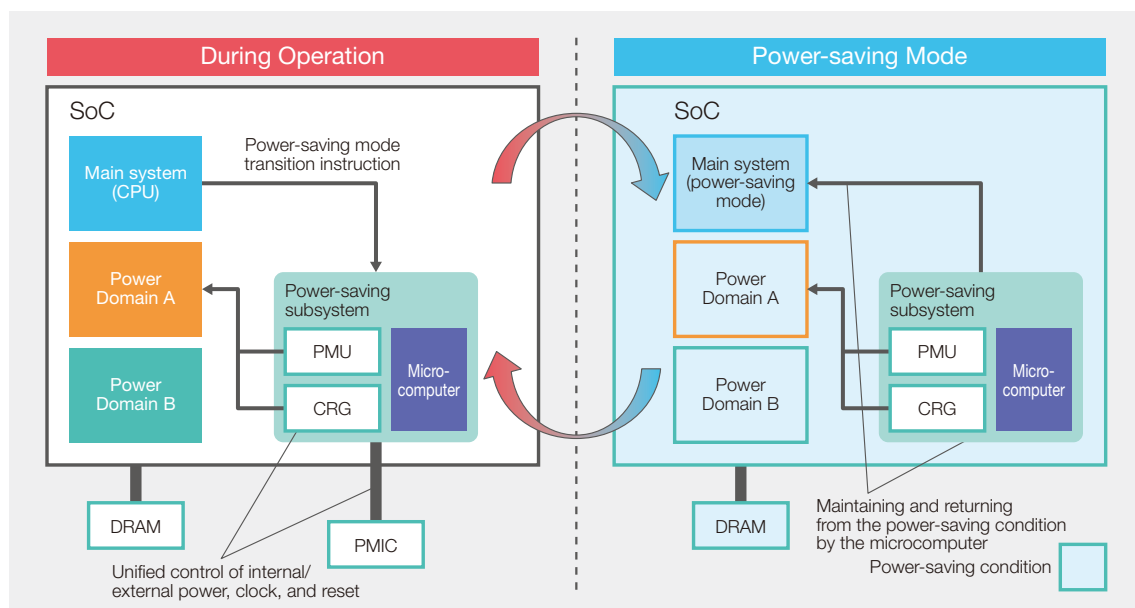 During Operation
SoC
Main system
(CPU)
Power-saving mode
transition instruction
Power
Domain A
Power-saving
subsystem
PMU
Micro-
computer
Power
Domain B
CRG
DRAM
PMIC
Unified control of internal/
external power, clock, and reset
Power-saving Mode
SoC
Main system
(power-saving
mode)
Power
Domain A
Power-saving
subsystem
PMU
Micro-
computer
Power
Domain B
CRG
DRAM
Maintaining and returning
from the power-saving condition
by the microcomputer
Power-saving condition